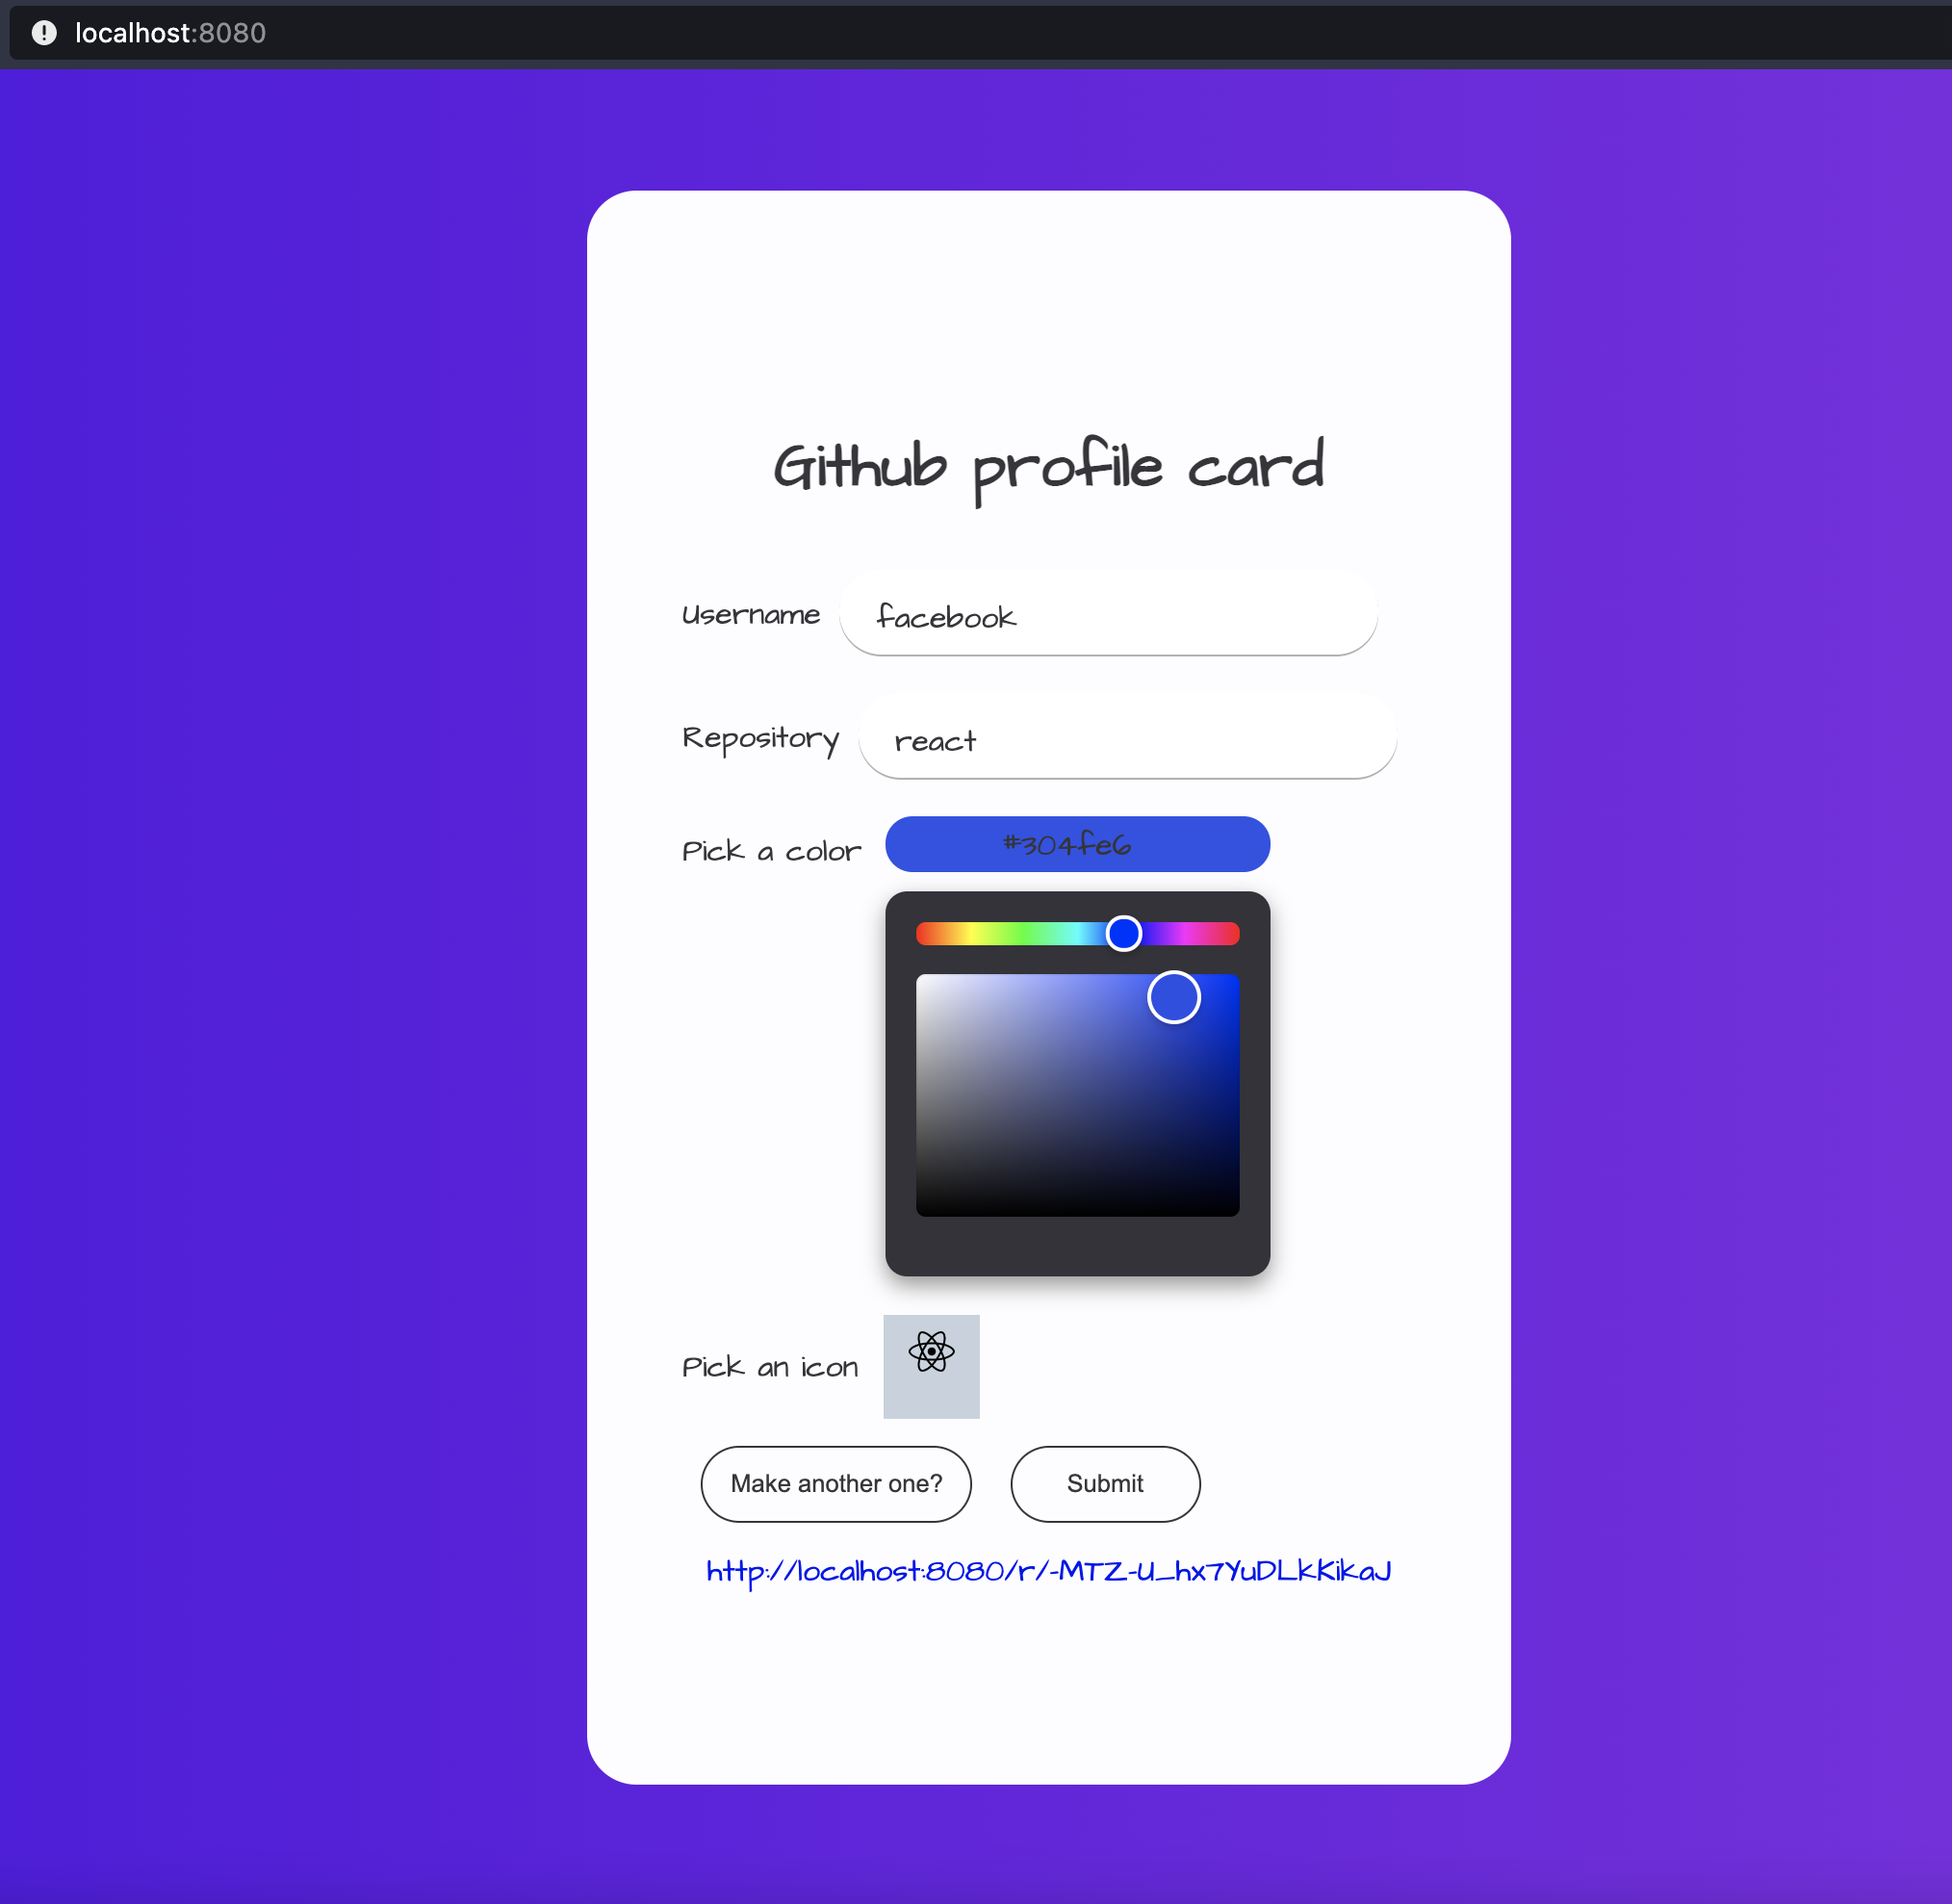 localhost:8080
Github profile card
Username facebook
Repository react
Pick a color #304fe6
Pick an icon
Make another one? Submit
http://localhost:8080/r/-MTZ-U_hx7YuDLkKikaJ